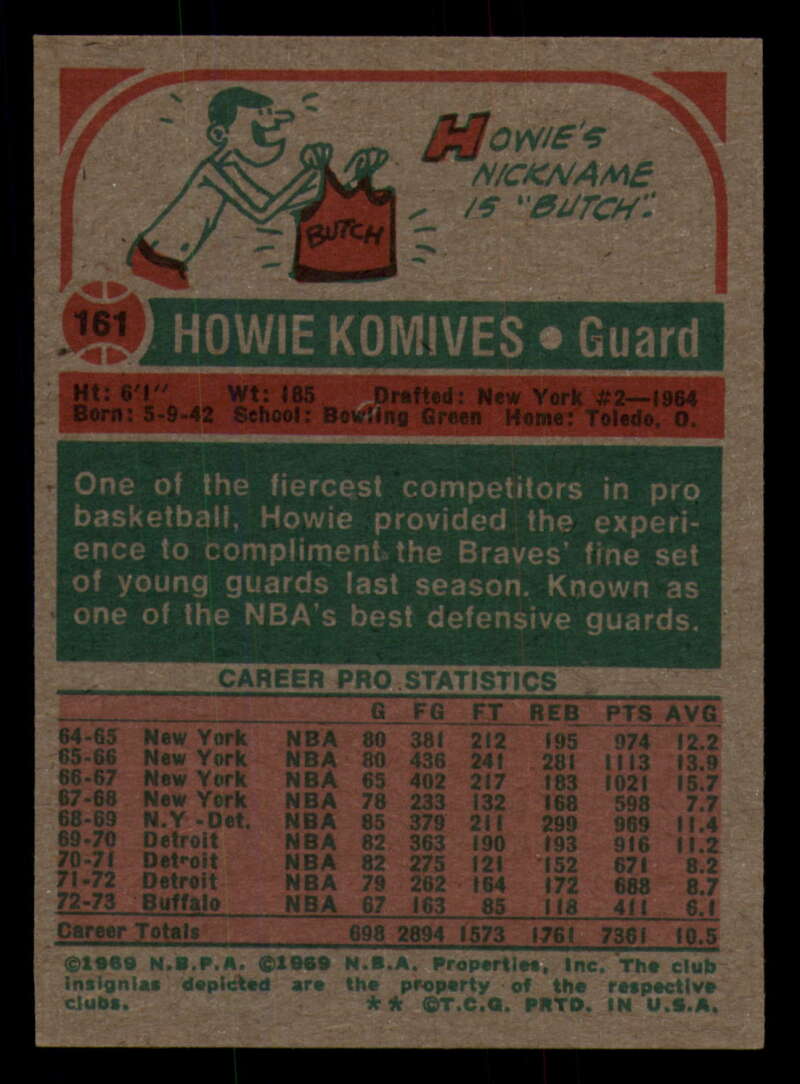 HOWIE'S
NICKNAME
IS "BUTCH".
BUTCH
161 HOWIE KOMIVES • Guard
Ht: 6'1" Wt: 185 Drafted: New York #2—1964
Born: 5-9-42 School: Bowling Green Home: Toledo, O.
One of the fiercest competitors in pro
basketball, Howie provided the experi-
ence to compliment the Braves' fine set
of young guards last season. Known as
one of the NBA's best defensive guards.
CAREER PRO STATISTICS
G FG FT REB PTS AVG
64-65 New York NBA 80 381 212 195 974 12.2
65-66 New York NBA 80 436 241 281 1113 13.9
66-67 New York NBA 65 402 217 183 1021 15.7
67-68 New York NBA 78 233 132 168 598 7.7
68-69 N.Y.-Det. NBA 85 379 211 299 969 11.4
69-70 Detroit NBA 82 363 190 193 916 11.2
70-71 Detroit NBA 82 275 121 152 671 8.2
71-72 Detroit NBA 79 262 164 172 688 8.7
72-73 Buffalo NBA 67 163 85 118 411 6.1
Career Totals 698 2894 1573 1761 7361 10.5
©1969 N.B.P.A. ©1969 N.B.A. Properties, Inc. The club
insignias depicted are the property of the respective
clubs. ** ©T.C.G. PRTD. IN U.S.A.